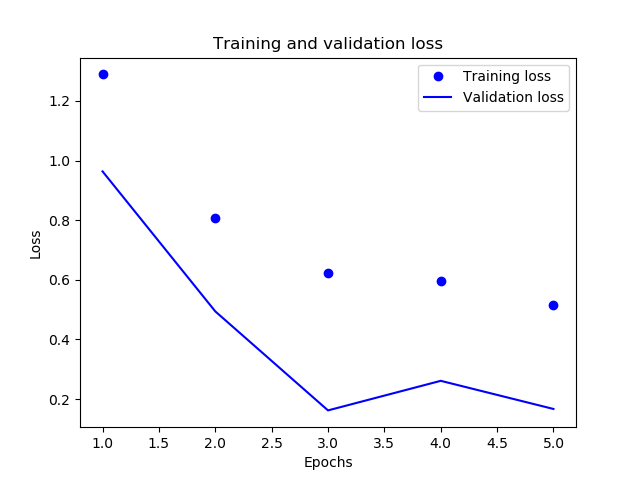 Training and validation loss
Training loss
Validation loss
Loss
1.2
1.0
0.8
0.6
0.4
0.2
1.0 1.5 2.0 2.5 3.0 3.5 4.0 4.5 5.0
Epochs